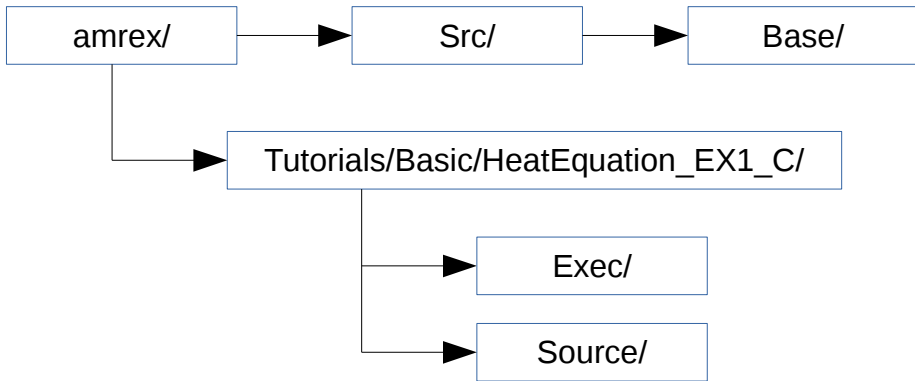 amrex/
Src/
Base/
Tutorials/Basic/HeatEquation_EX1_C/
Exec/
Source/